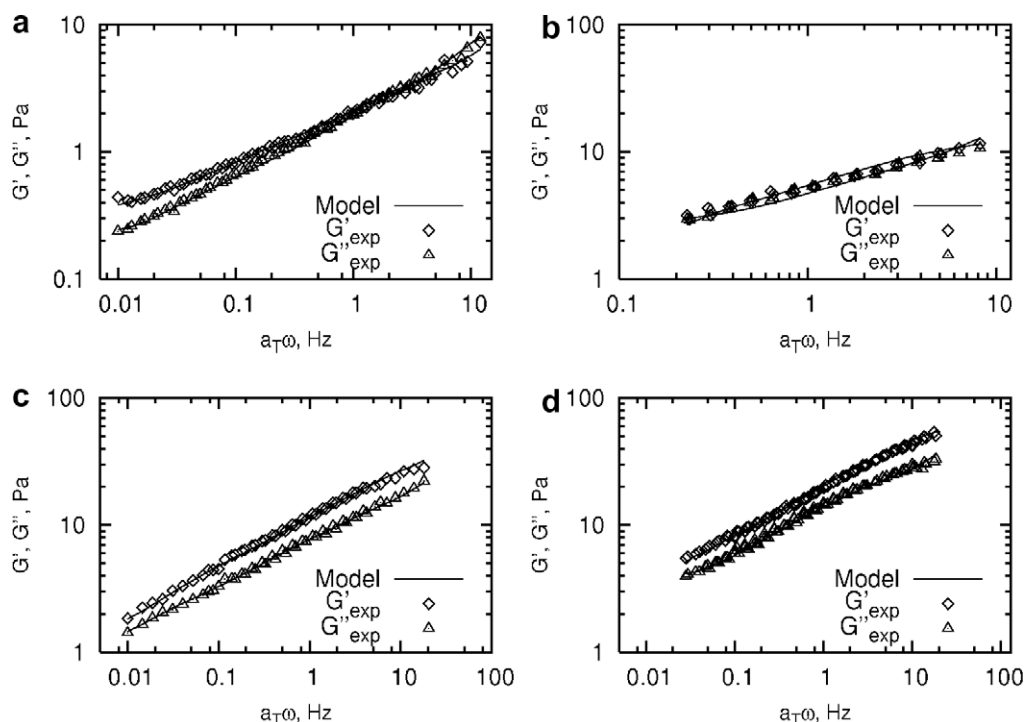 a
10
1
0.1
0.01
0.1
1
10
G', G'', Pa
aTω, Hz
Model
G'exp
G''exp
b
100
10
1
0.1
1
10
G', G'', Pa
aTω, Hz
Model
G'exp
G''exp
c
100
10
1
0.01
0.1
1
10
100
G', G'', Pa
aTω, Hz
Model
G'exp
G''exp
d
100
10
1
0.01
0.1
1
10
100
G', G'', Pa
aTω, Hz
Model
G'exp
G''exp